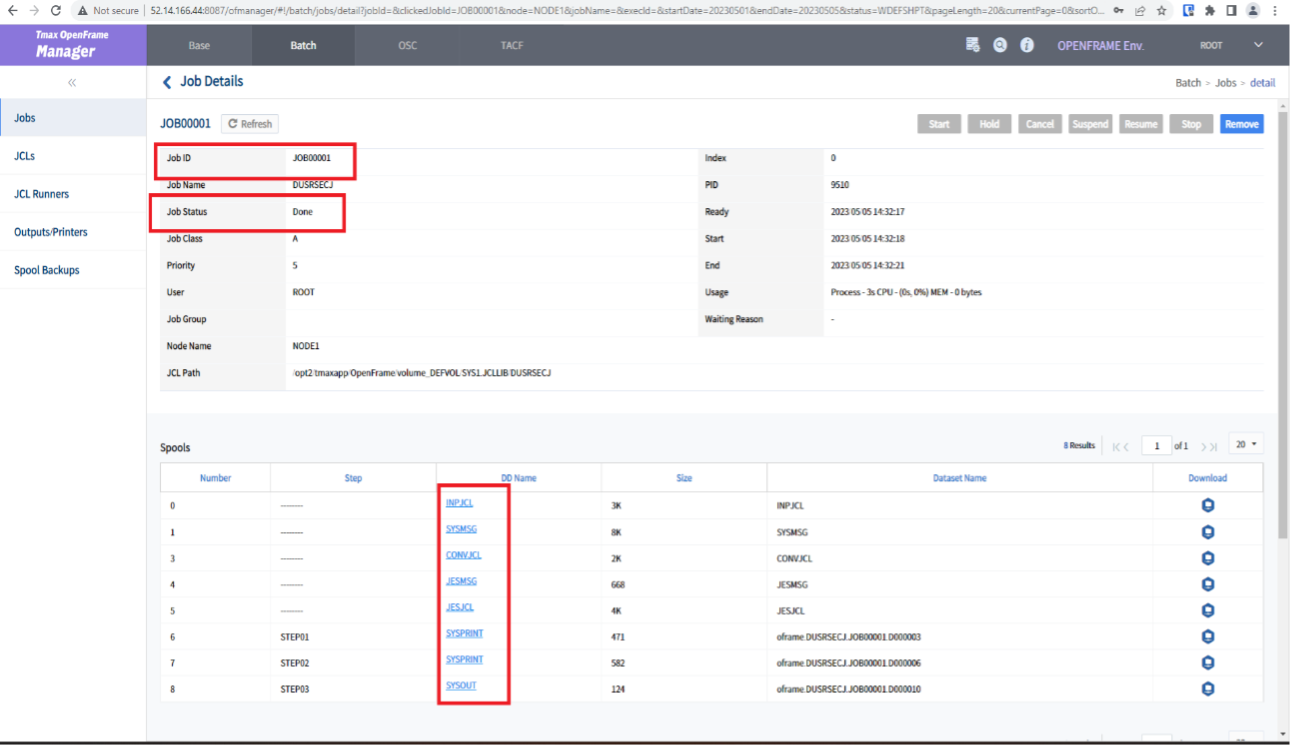 Not secure | 52.14.166.44:8087/ofmanager/#!/batch/jobs/detail?jobId=&clickedJobId=JOB00001&node=NODE1&jobName=&execId=&startDate=20230501&endDate=20230505&status=WDEFSHPT&pageLength=20&currentPage=0&sortO...
Tmax OpenFrame
Manager
Base Batch OSC TACF OPENFRAME Env. ROOT
Job Details Batch > Jobs > detail
Jobs
JCLs
JCL Runners
Outputs/Printers
Spool Backups
JOB00001 Refresh Start Hold Cancel Suspend Resume Stop Remove
Job ID JOB00001 Index 0
Job Name DUSRSECJ PID 9510
Job Status Done Ready 2023/05/05 14:32:17
Job Class A Start 2023/05/05 14:32:18
Priority 5 End 2023/05/05 14:32:21
User ROOT Usage Process - 3s CPU - (0s, 0%) MEM - 0 bytes
Job Group Waiting Reason -
Node Name NODE1
JCL Path /opt2/tmaxapp/OpenFrame/volume_DEFVOL/SYS1.JCLLIB/DUSRSECJ
Spools 8 Results 1 of 1 20
Number Step DD Name Size Dataset Name Download
0 -------- INPJCL 3K INPJCL
1 -------- SYSMSG 8K SYSMSG
3 -------- CONVJCL 2K CONVJCL
4 -------- JESMSG 668 JESMSG
5 -------- JESJCL 4K JESJCL
6 STEP01 SYSPRINT 471 oframe.DUSRSECJ.JOB00001.D000003
7 STEP02 SYSPRINT 582 oframe.DUSRSECJ.JOB00001.D000006
8 STEP03 SYSOUT 124 oframe.DUSRSECJ.JOB00001.D000010